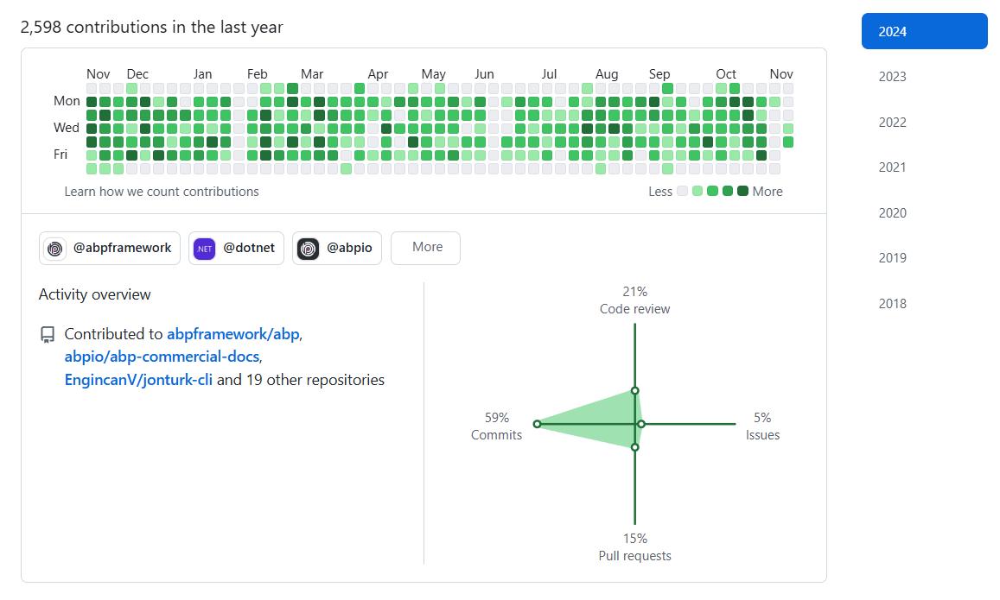 2,598 contributions in the last year
Nov Dec Jan Feb Mar Apr May Jun Jul Aug Sep Oct Nov
Mon
Wed
Fri
Learn how we count contributions
Less More
@abpframework
.NET @dotnet
@abpio
More
Activity overview
Contributed to abpframework/abp,
abpio/abp-commercial-docs,
EngincanV/jonturk-cli and 19 other repositories
21%
Code review
59%
Commits
5%
Issues
15%
Pull requests
2024
2023
2022
2021
2020
2019
2018